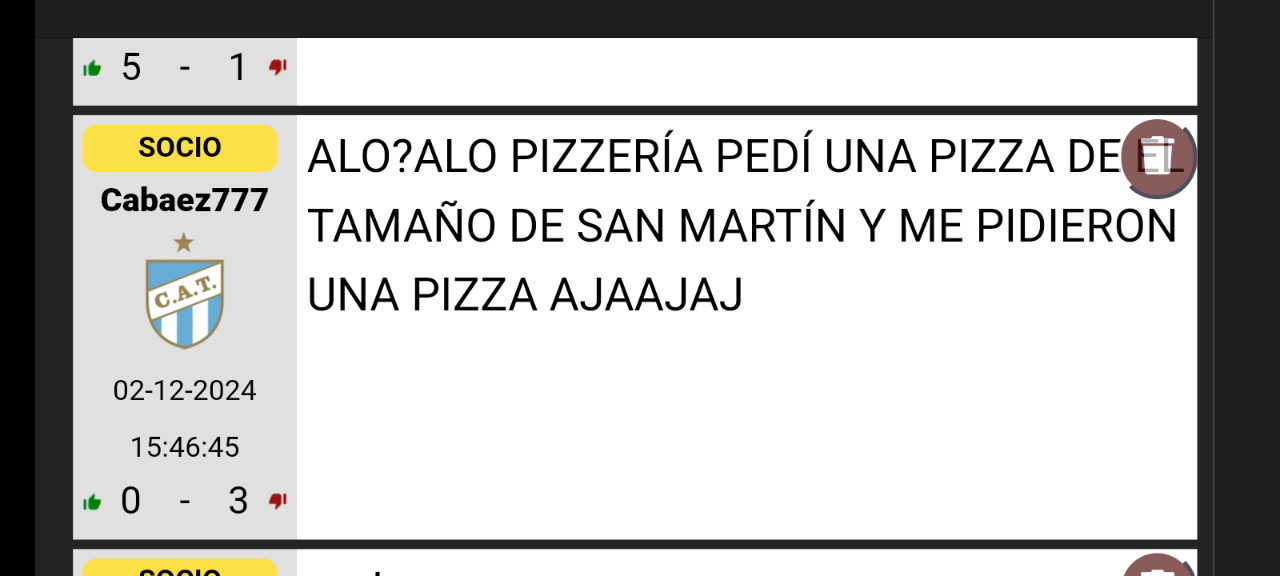 5 - 1
SOCIO
Cabaez777
C.A.T.
02-12-2024
15:46:45
0 - 3
ALO?ALO PIZZERÍA PEDÍ UNA PIZZA DE EL
TAMAÑO DE SAN MARTÍN Y ME PIDIERON
UNA PIZZA AJAAJAJ
SOCIO